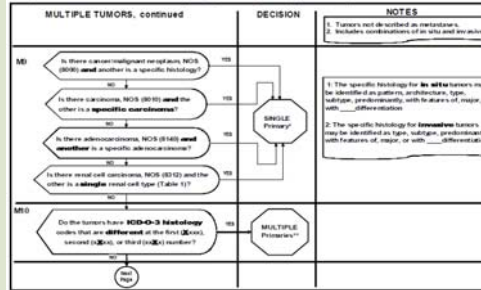 MULTIPLE TUMORS, continued
DECISION
NOTES
1. Tumors not described as metastases.
2. Includes combinations of in situ and invasive
M9
Is there cancer/malignant neoplasm, NOS
(8000) and another is a specific histology?
YES
NO
Is there carcinoma, NOS (8010) and the
other is a specific carcinoma?
YES
NO
Is there adenocarcinoma, NOS (8140) and
another is a specific adenocarcinoma?
YES
NO
Is there renal cell carcinoma, NOS (8312) and the
other is a single renal cell type (Table 1)?
YES
NO
SINGLE
Primary*
1: The specific histology for in situ tumors may
be identified as pattern, architecture, type,
subtype, predominantly, with features of, major,
with ____differentiation
2: The specific histology for invasive tumors
may be identified as type, subtype, predominantly,
with features of, major, or with ____differentiation
M10
Do the tumors have ICD-O-3 histology
codes that are different at the first (Xxxx),
second (xXxx), or third (xxXx) number?
YES
MULTIPLE
Primaries**
NO
Next
Page